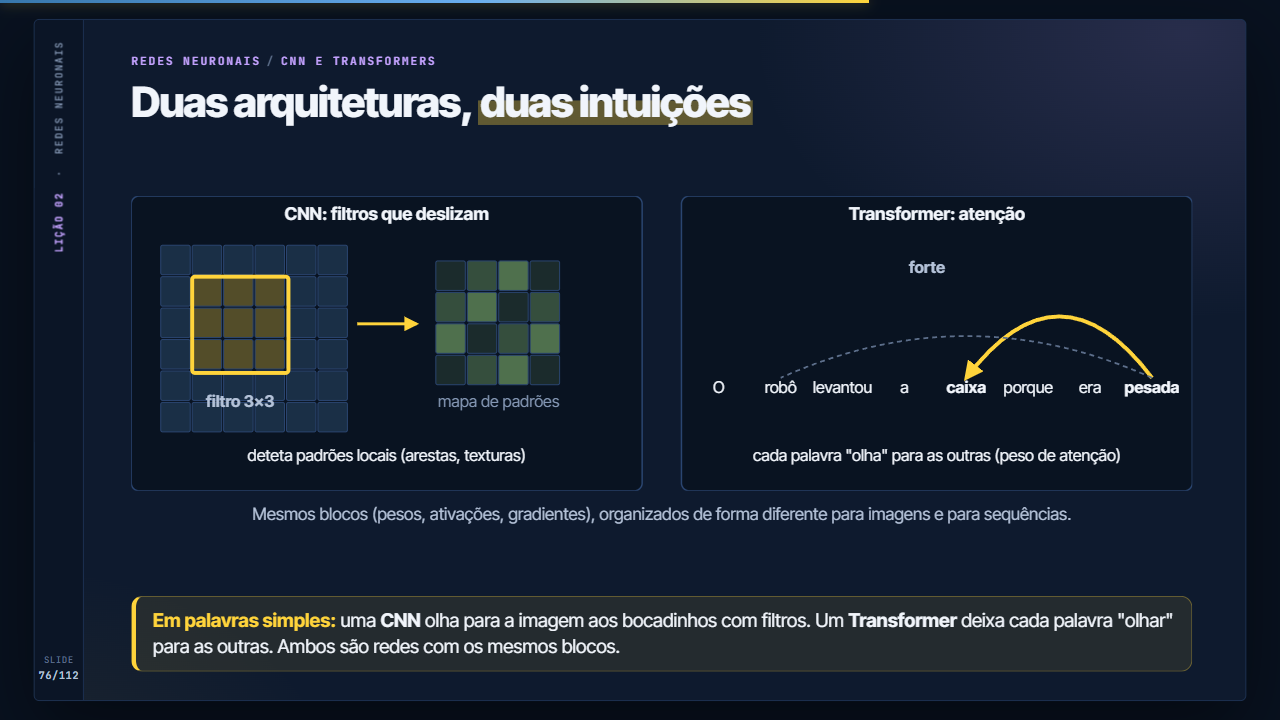 LIÇÃO 02 · REDES NEURONAIS
REDES NEURONAIS / CNN E TRANSFORMERS
Duas arquiteturas, duas intuições
CNN: filtros que deslizam
filtro 3×3
mapa de padrões
deteta padrões locais (arestas, texturas)
Transformer: atenção
forte
O robô levantou a caixa porque era pesada
cada palavra "olha" para as outras (peso de atenção)
Mesmos blocos (pesos, ativações, gradientes), organizados de forma diferente para imagens e para sequências.
Em palavras simples: uma CNN olha para a imagem aos bocadinhos com filtros. Um Transformer deixa cada palavra "olhar"
para as outras. Ambos são redes com os mesmos blocos.
SLIDE
76/112